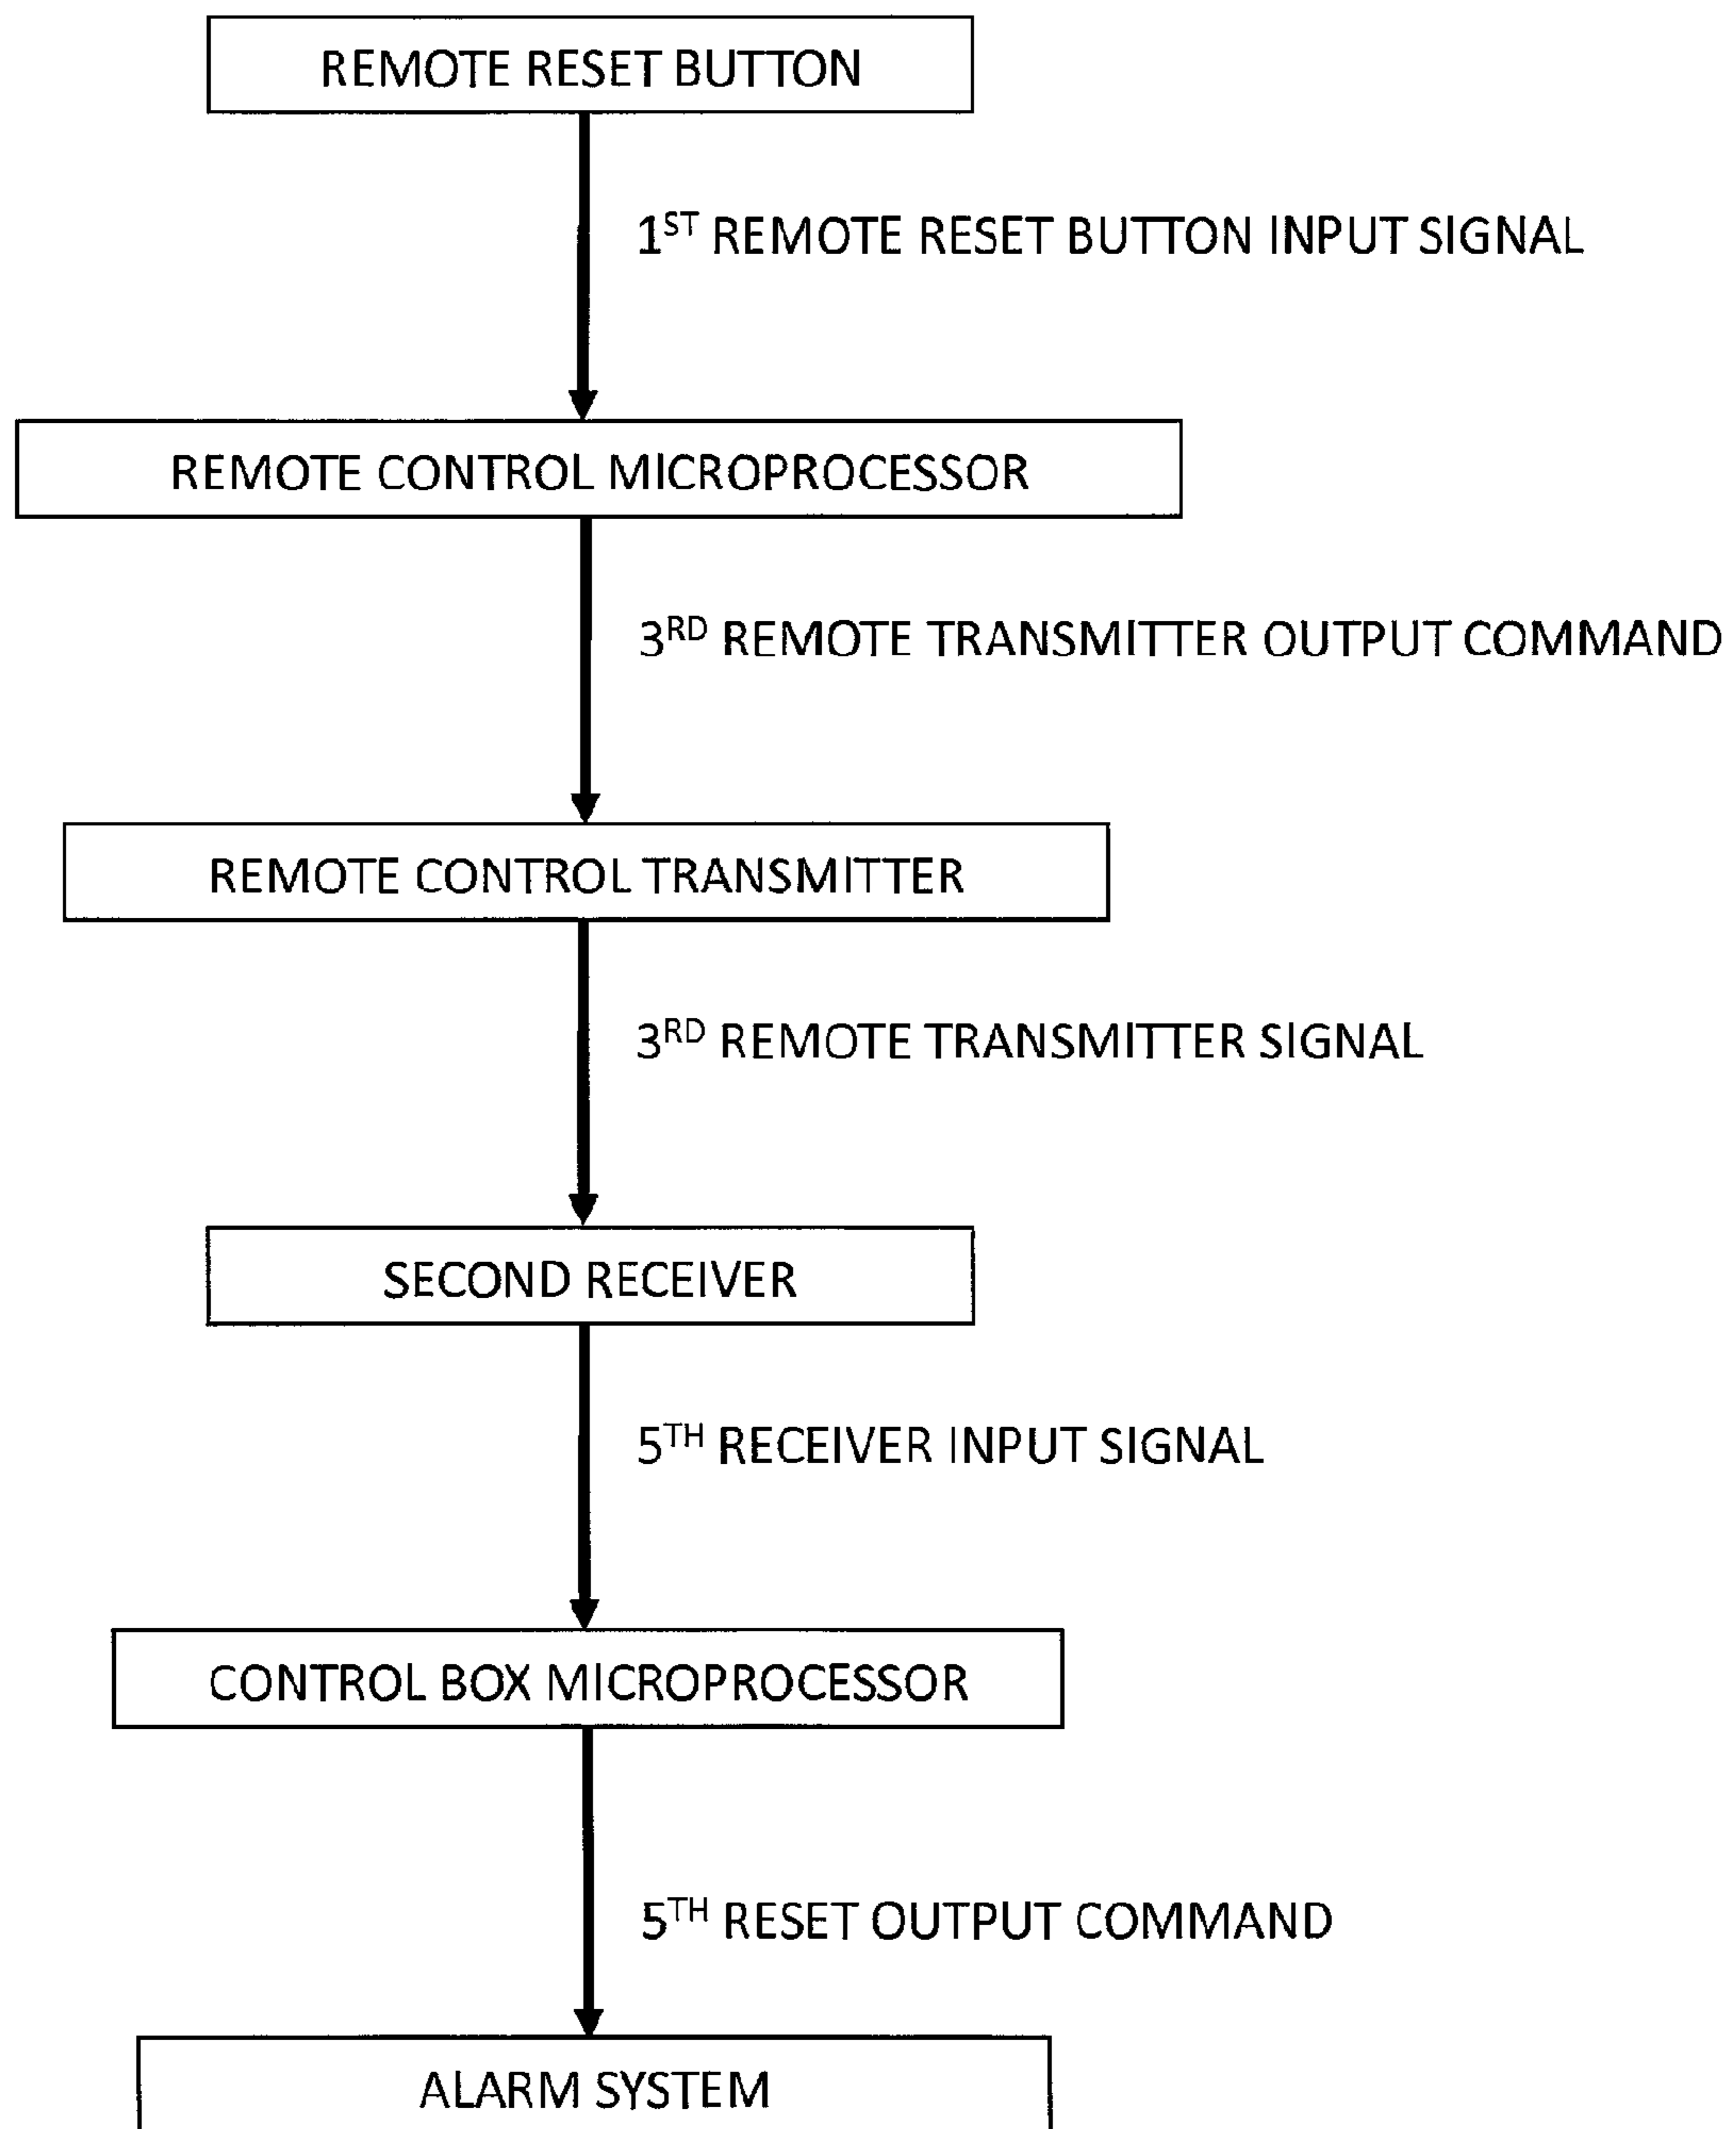 REMOTE RESET BUTTON
1ST REMOTE RESET BUTTON INPUT SIGNAL
REMOTE CONTROL MICROPROCESSOR
3RD REMOTE TRANSMITTER OUTPUT COMMAND
REMOTE CONTROL TRANSMITTER
3RD REMOTE TRANSMITTER SIGNAL
SECOND RECEIVER
5TH RECEIVER INPUT SIGNAL
CONTROL BOX MICROPROCESSOR
5TH RESET OUTPUT COMMAND
ALARM SYSTEM